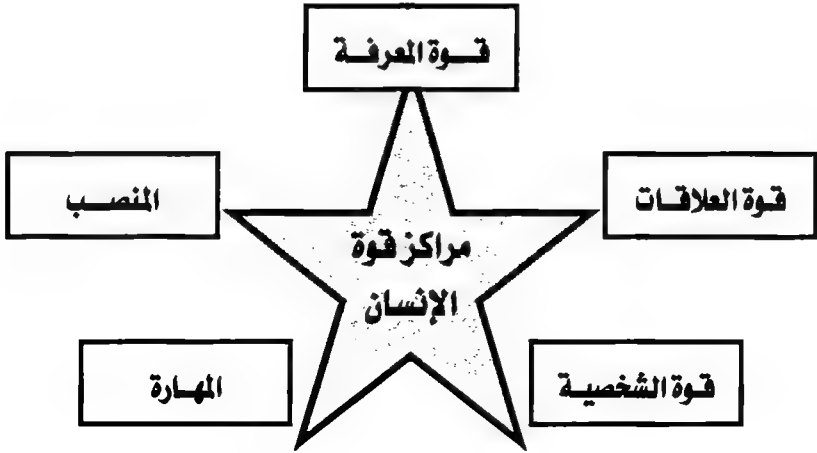 قوة المعرفة
قوة العلاقات
المنصب
مراكز قوة
الإنسان
قوة الشخصية
المهارة